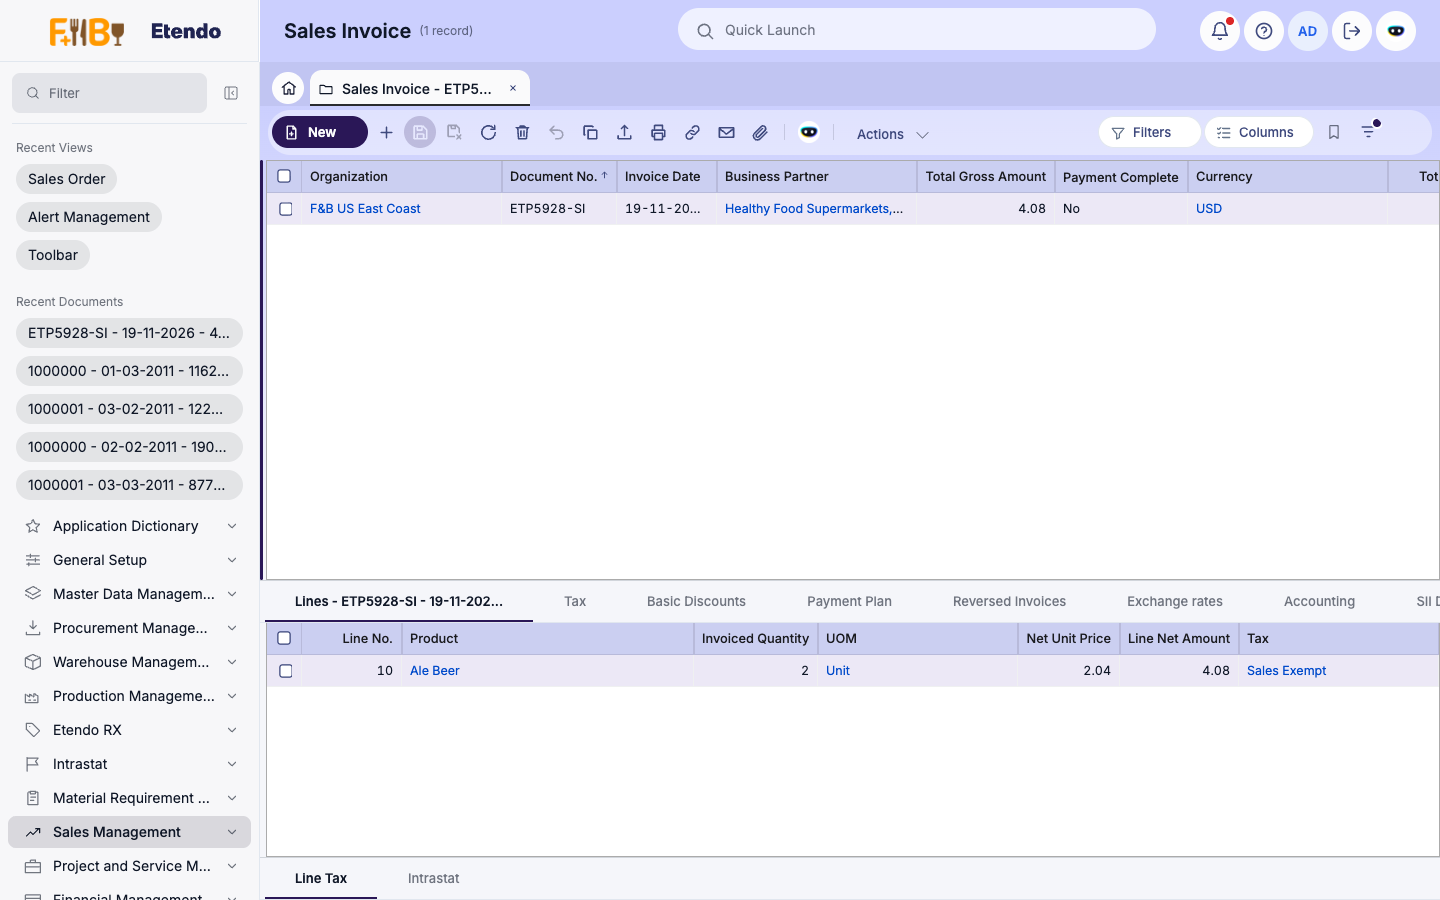 F&B
Etendo
Sales Invoice (1 record)
Quick Launch
AD
Filter
Sales Invoice - ETP5...
New
Actions
Filters
Columns
Recent Views
Sales Order
Alert Management
Toolbar
Recent Documents
ETP5928-SI - 19-11-2026 - 4...
1000000 - 01-03-2011 - 1162...
1000001 - 03-02-2011 - 122...
1000000 - 02-02-2011 - 190...
1000001 - 03-03-2011 - 877...
Application Dictionary
General Setup
Master Data Managem...
Procurement Manage...
Warehouse Managem...
Production Manageme...
Etendo RX
Intrastat
Material Requirement ...
Sales Management
Project and Service M...
Financial Management
Organization Document No. ↑ Invoice Date Business Partner Total Gross Amount Payment Complete Currency Tot
F&B US East Coast ETP5928-SI 19-11-20... Healthy Food Supermarkets,... 4.08 No USD
Lines - ETP5928-SI - 19-11-202... Tax Basic Discounts Payment Plan Reversed Invoices Exchange rates Accounting SII D
Line No. Product Invoiced Quantity UOM Net Unit Price Line Net Amount Tax
10 Ale Beer 2 Unit 2.04 4.08 Sales Exempt
Line Tax Intrastat